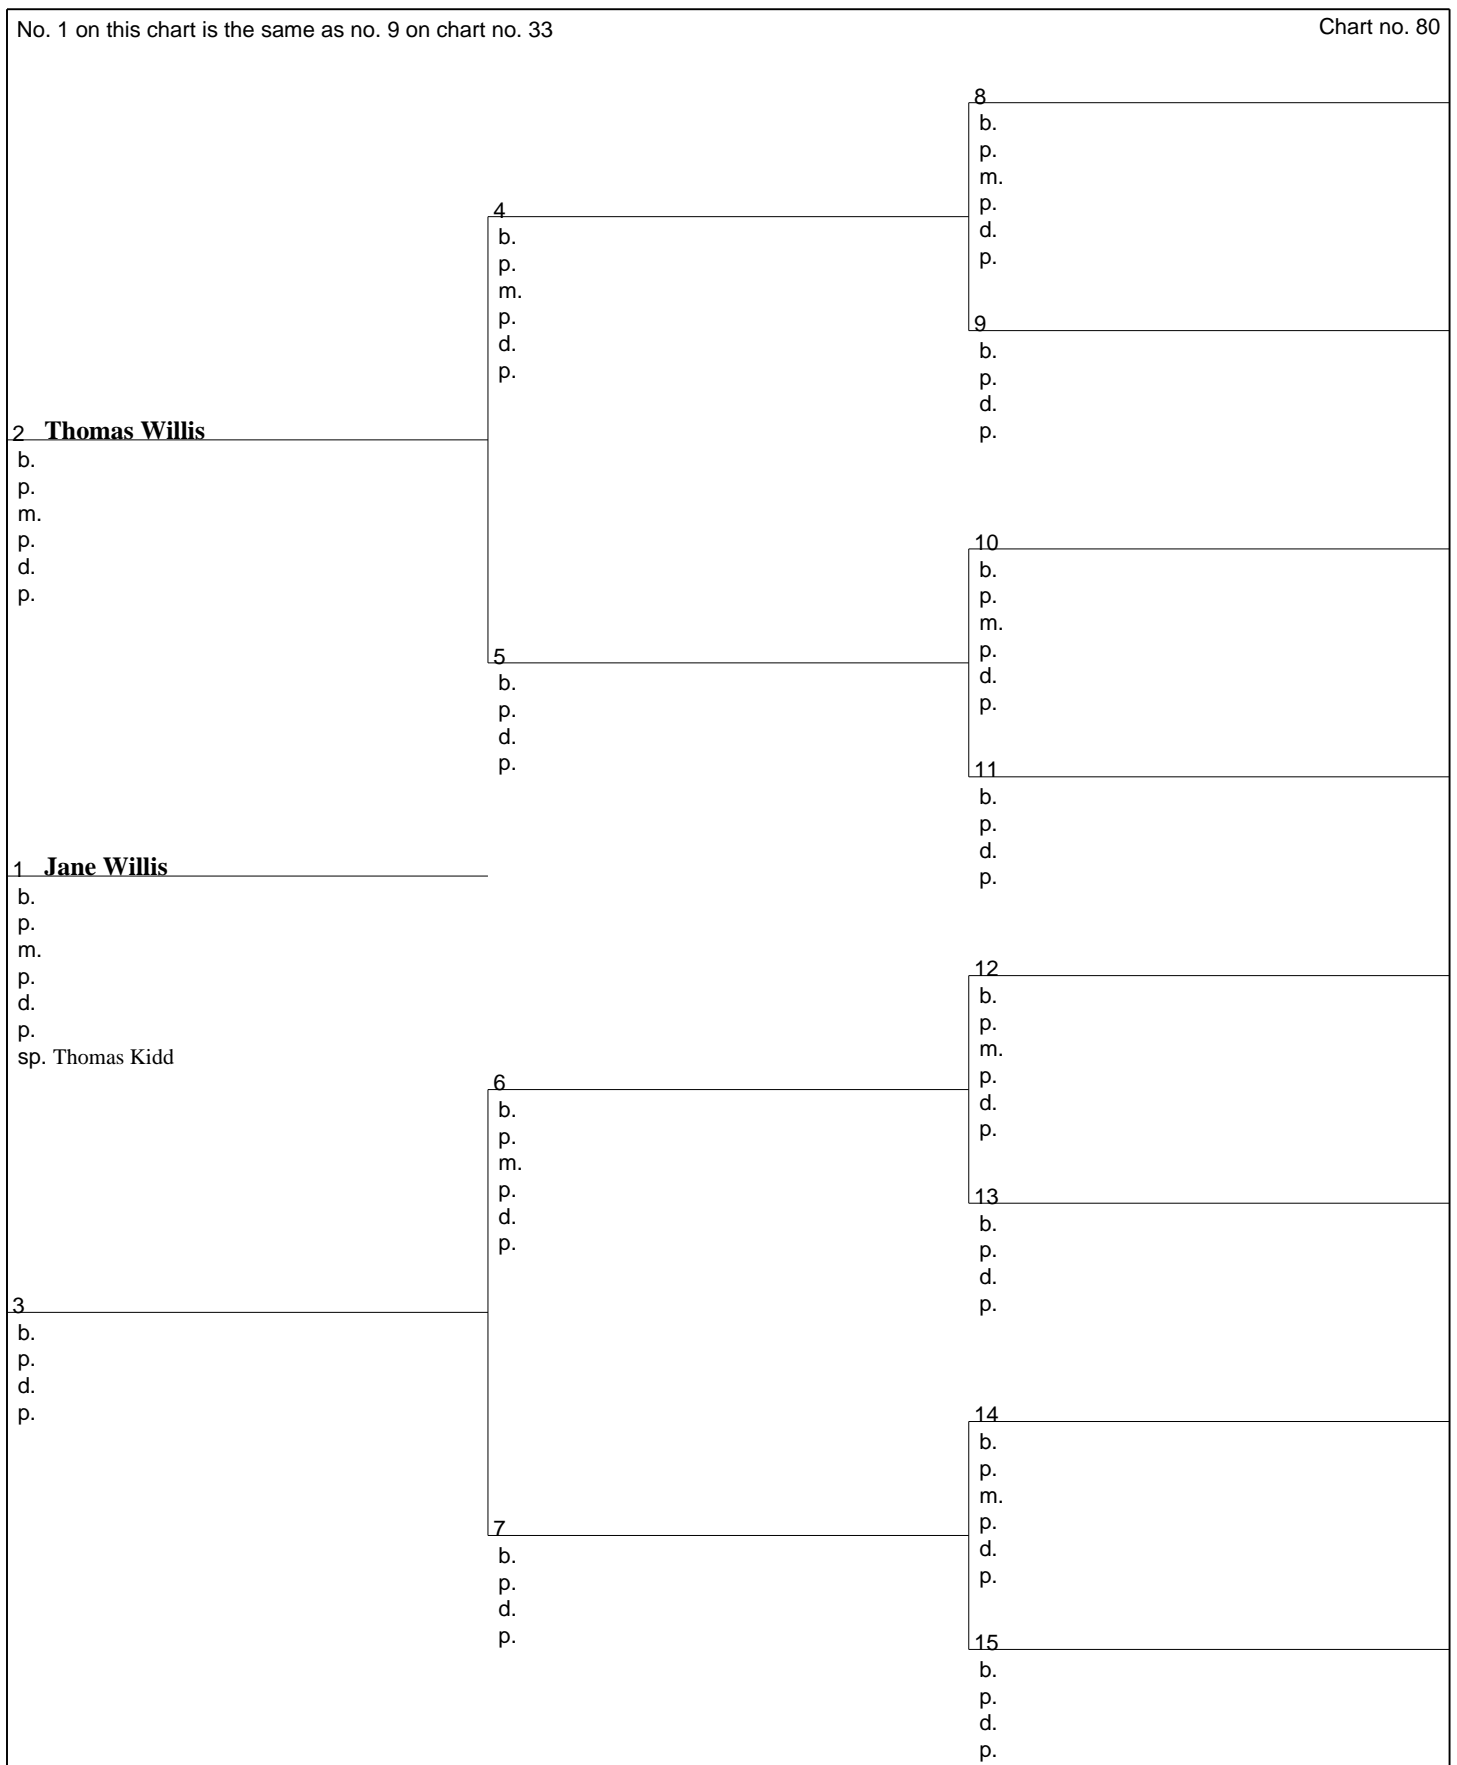 No. 1 on this chart is the same as no. 9 on chart no. 33
Chart no. 80
8
b.
p.
m.
p.
d.
p.
4
b.
p.
m.
p.
d.
p.
9
b.
p.
d.
p.
2 Thomas Willis
b.
p.
m.
p.
d.
p.
10
b.
p.
m.
p.
d.
p.
5
b.
p.
d.
p.
11
b.
p.
d.
p.
1 Jane Willis
b.
p.
m.
p.
d.
p.
sp. Thomas Kidd
12
b.
p.
m.
p.
d.
p.
6
b.
p.
m.
p.
d.
p.
13
b.
p.
d.
p.
3
b.
p.
d.
p.
14
b.
p.
m.
p.
d.
p.
7
b.
p.
d.
p.
15
b.
p.
d.
p.